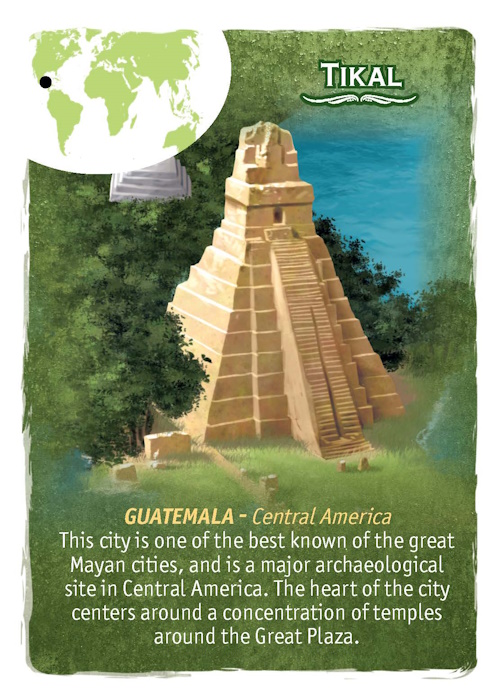 TIKAL
GUATEMALA - Central America
This city is one of the best known of the great
Mayan cities, and is a major archaeological
site in Central America. The heart of the city
centers around a concentration of temples
around the Great Plaza.